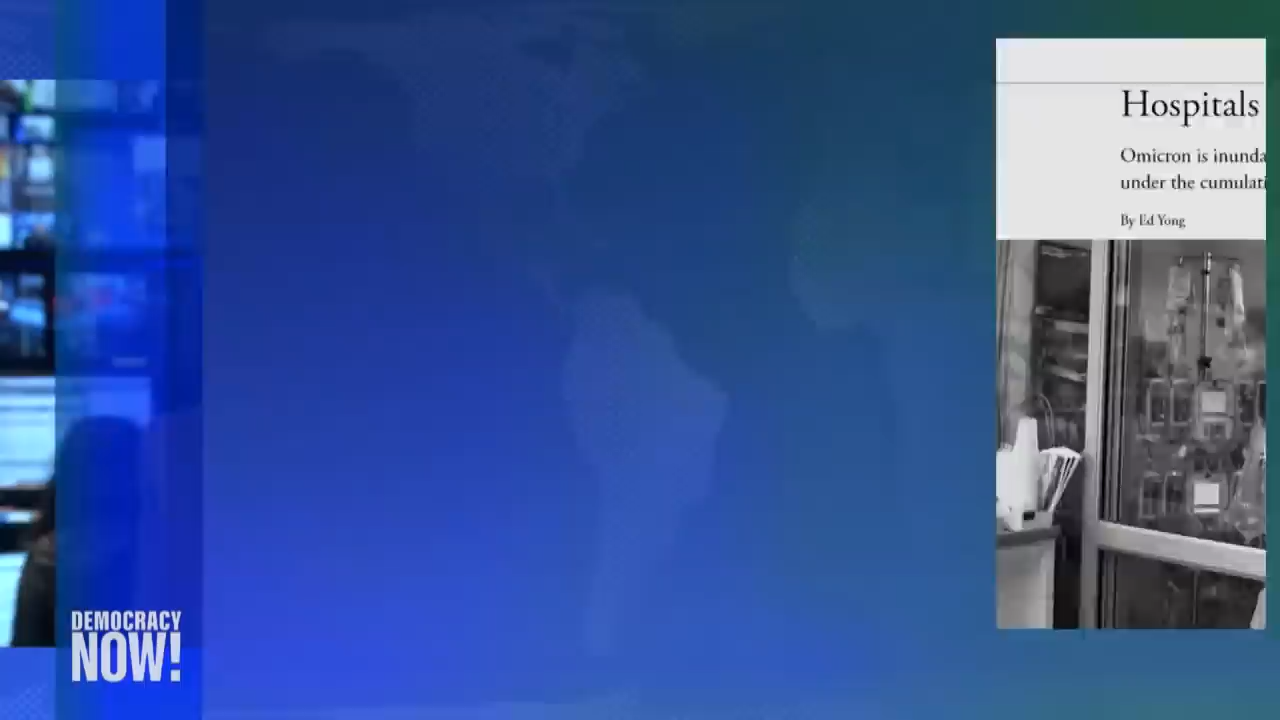 Hospitals
Omicron is inunda
under the cumulati
By Ed Yong
DEMOCRACY
NOW!